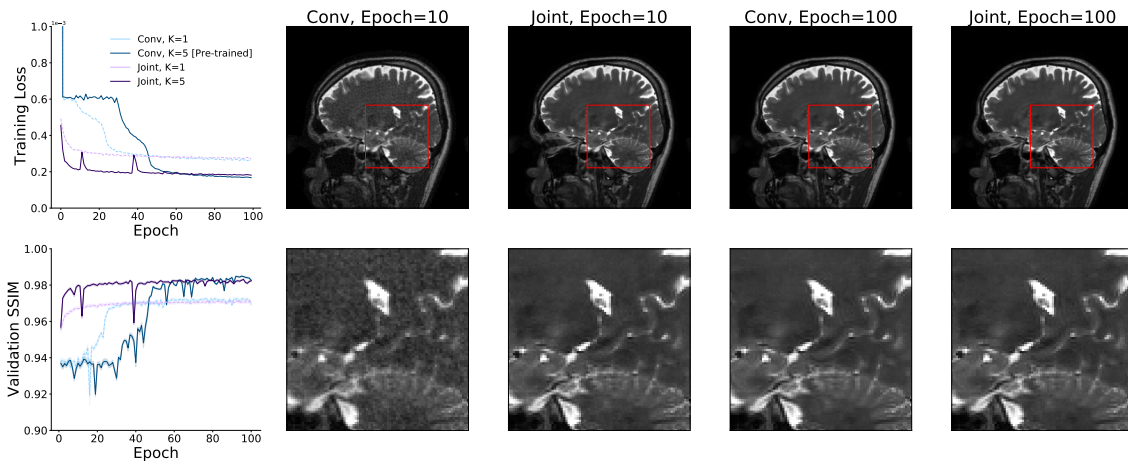 Conv, Epoch=10
Joint, Epoch=10
Conv, Epoch=100
Joint, Epoch=100
1e−3
1.0
0.8
0.6
0.4
0.2
0.0
Training Loss
Conv, K=1
Conv, K=5 [Pre-trained]
Joint, K=1
Joint, K=5
0
20
40
60
80
100
Epoch
1.00
0.98
0.96
0.94
0.92
0.90
Validation SSIM
0
20
40
60
80
100
Epoch